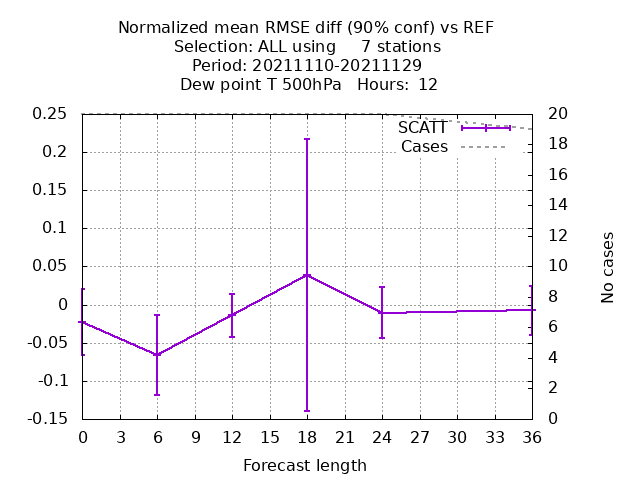 Normalized mean RMSE diff (90% conf) vs REF
Selection: ALL using     7 stations
Period: 20211110-20211129
Dew point T 500hPa   Hours:  12
0.25
0.2
0.15
0.1
0.05
0
-0.05
-0.1
-0.15
20
18
16
14
12
10
8
6
4
2
0
SCATT
Cases
No cases
0 3 6 9 12 15 18 21 24 27 30 33 36
Forecast length